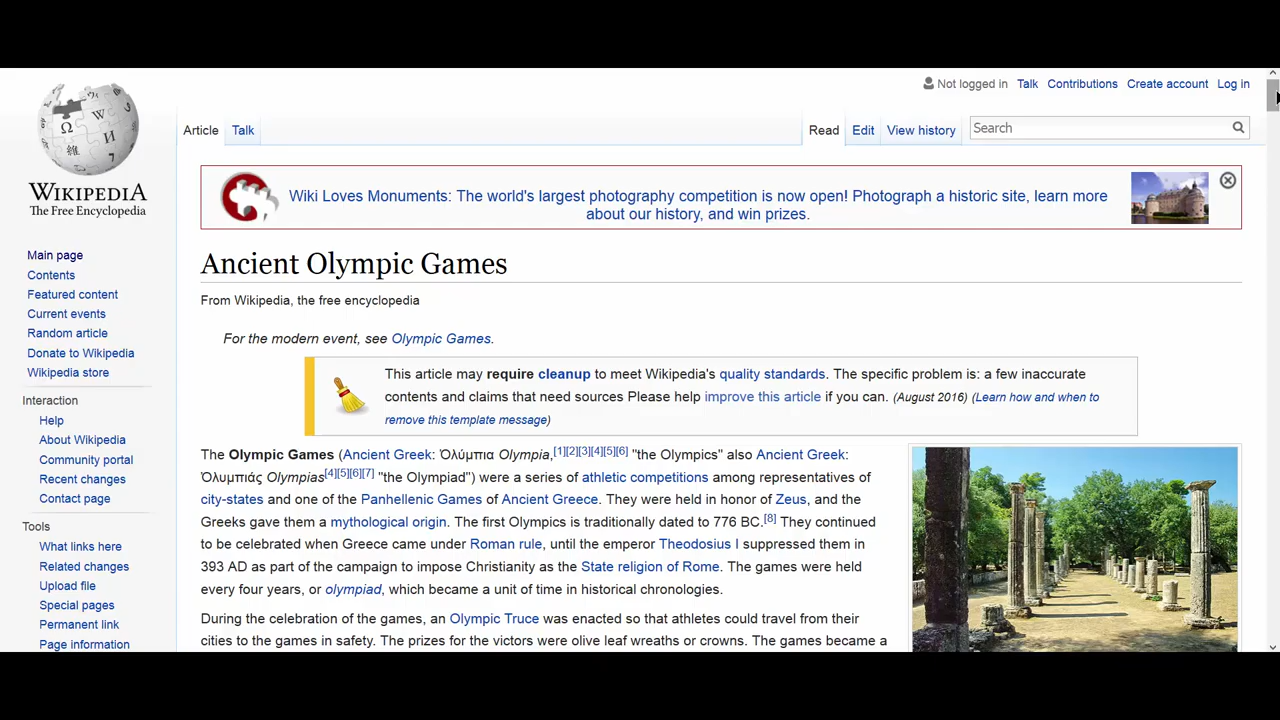 Not logged in Talk Contributions Create account Log in
WIKIPEDIA
The Free Encyclopedia
Article Talk Read Edit View history Search
Wiki Loves Monuments: The world's largest photography competition is now open! Photograph a historic site, learn more
about our history, and win prizes.
Ancient Olympic Games
From Wikipedia, the free encyclopedia
For the modern event, see Olympic Games.
This article may require cleanup to meet Wikipedia's quality standards. The specific problem is: a few inaccurate
contents and claims that need sources Please help improve this article if you can. (August 2016) (Learn how and when to
remove this template message)
The Olympic Games (Ancient Greek: Ὀλύμπια Olympia,[1][2][3][4][5][6] "the Olympics" also Ancient Greek:
Ὀλυμπιάς Olympias[4][5][6][7] "the Olympiad") were a series of athletic competitions among representatives of
city-states and one of the Panhellenic Games of Ancient Greece. They were held in honor of Zeus, and the
Greeks gave them a mythological origin. The first Olympics is traditionally dated to 776 BC.[8] They continued
to be celebrated when Greece came under Roman rule, until the emperor Theodosius I suppressed them in
393 AD as part of the campaign to impose Christianity as the State religion of Rome. The games were held
every four years, or olympiad, which became a unit of time in historical chronologies.
During the celebration of the games, an Olympic Truce was enacted so that athletes could travel from their
cities to the games in safety. The prizes for the victors were olive leaf wreaths or crowns. The games became a
Main page
Contents
Featured content
Current events
Random article
Donate to Wikipedia
Wikipedia store
Interaction
Help
About Wikipedia
Community portal
Recent changes
Contact page
Tools
What links here
Related changes
Upload file
Special pages
Permanent link
Page information